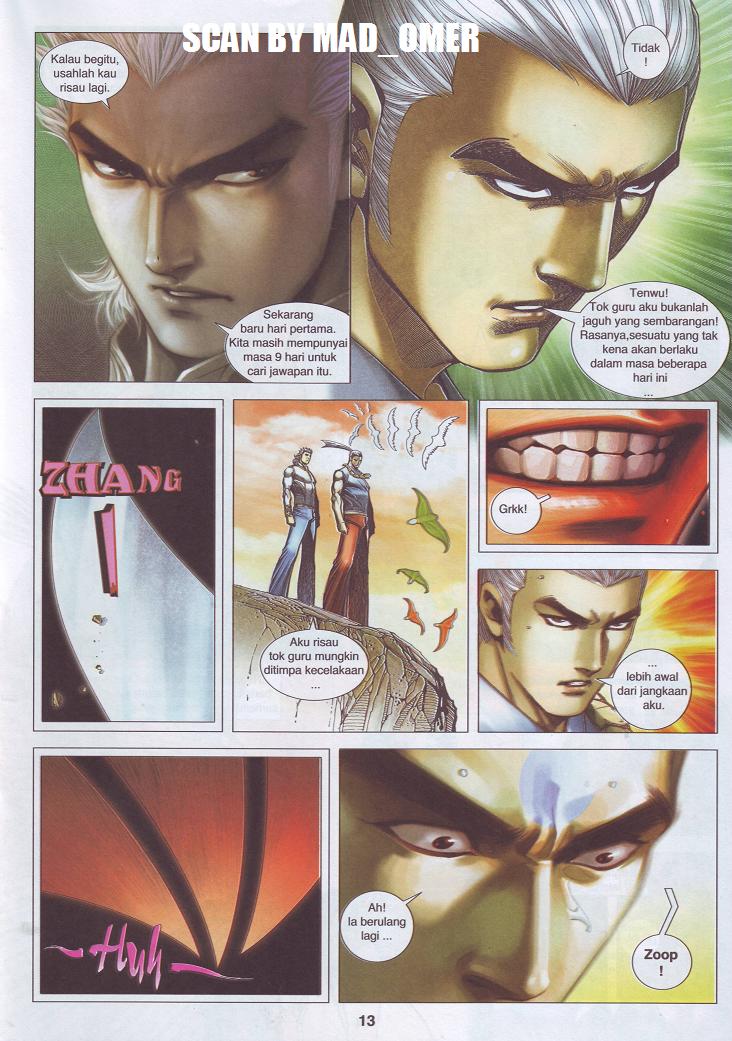 SCAN BY MAD_OMER
Kalau begitu,
usahlah kau
risau lagi.
Sekarang
baru hari pertama.
Kita masih mempunyai
masa 9 hari untuk
cari jawapan itu.
Tidak
!
Tenwu!
Tok guru aku bukanlah
jaguh yang sembarangan!
Rasanya,sesuatu yang tak
kena akan berlaku
dalam masa beberapa
hari ini
...
ZHANG
!
Aku risau
tok guru mungkin
ditimpa kecelakaan
...
Grkk!
...
lebih awal
dari jangkaan
aku.
~ Huh ~
Ah!
Ia berulang
lagi ...
Zoop
!
13